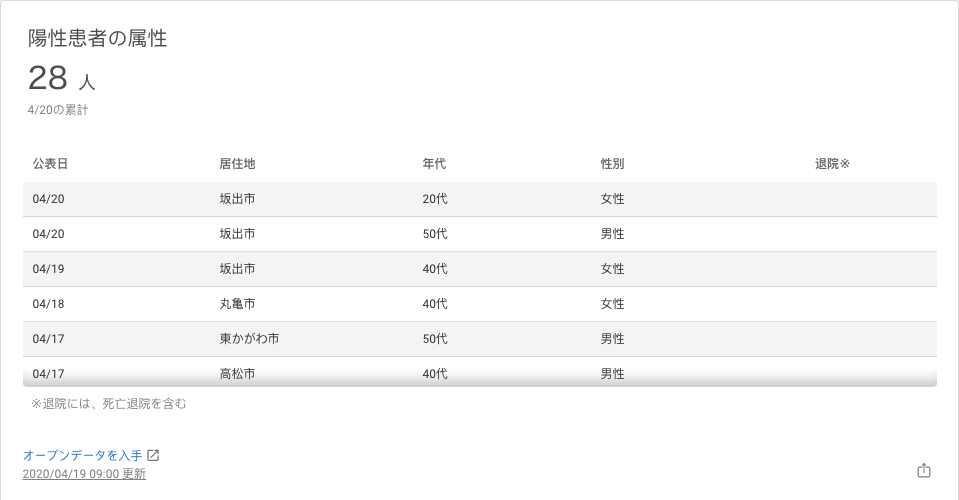 陽性患者の属性
28 人
4/20の累計
公表日 居住地 年代 性別 退院※
04/20 坂出市 20代 女性
04/20 坂出市 50代 男性
04/19 坂出市 40代 女性
04/18 丸亀市 40代 女性
04/17 東かがわ市 50代 男性
04/17 高松市 40代 男性
※退院には、死亡退院を含む
オープンデータを入手
2020/04/19 09:00 更新